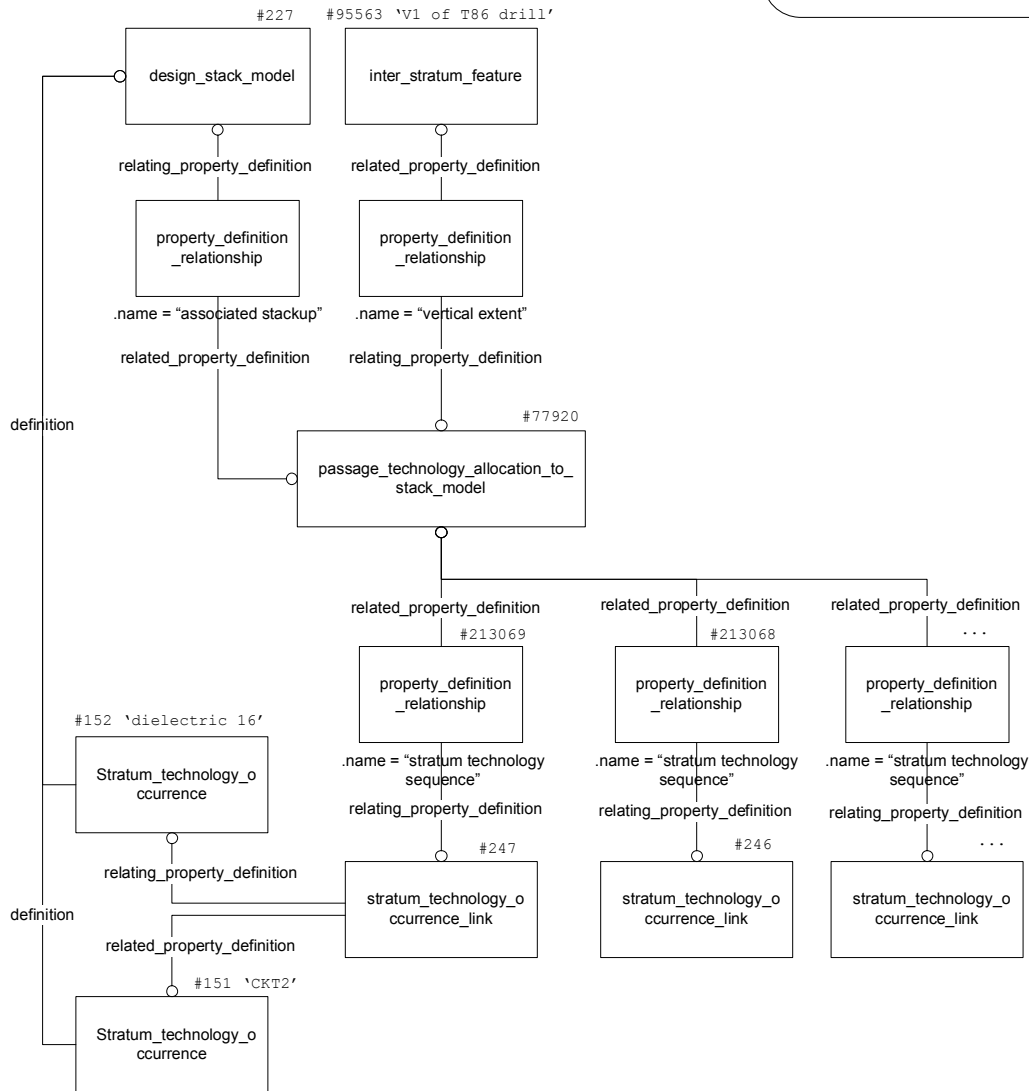 #227 #95563 ‘V1 of T86 drill’
design_stack_model
inter_stratum_feature
relating_property_definition
related_property_definition
property_definition
_relationship
property_definition
_relationship
.name = “associated stackup”
.name = “vertical extent”
related_property_definition
relating_property_definition
#77920
definition
passage_technology_allocation_to_
stack_model
related_property_definition
related_property_definition
related_property_definition
#213069
#213068
...
property_definition
_relationship
property_definition
_relationship
property_definition
_relationship
#152 ‘dielectric 16’
.name = “stratum technology
sequence”
.name = “stratum technology
sequence”
.name = “stratum technology
sequence”
Stratum_technology_o
ccurrence
relating_property_definition
relating_property_definition
relating_property_definition
#247
#246
...
relating_property_definition
stratum_technology_o
ccurrence_link
stratum_technology_o
ccurrence_link
stratum_technology_o
ccurrence_link
definition
related_property_definition
#151 ‘CKT2’
Stratum_technology_o
ccurrence